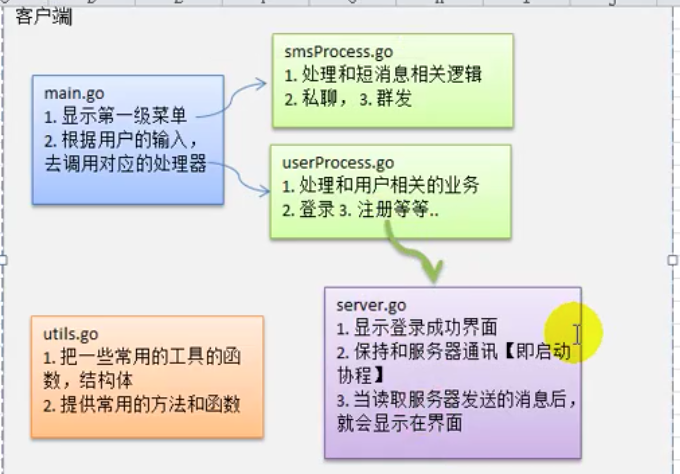 客户端
smsProcess.go
1. 处理和短消息相关逻辑
2. 私聊，3. 群发
main.go
1. 显示第一级菜单
2. 根据用户的输入，
去调用对应的处理器
userProcess.go
1. 处理和用户相关的业务
2. 登录 3. 注册等等..
server.go
1. 显示登录成功界面
2. 保持和服务器通讯【即启动
协程】
3. 当读取服务器发送的消息后，
就会显示在界面
utils.go
1. 把一些常用的工具的函
数，结构体
2. 提供常用的方法和函数